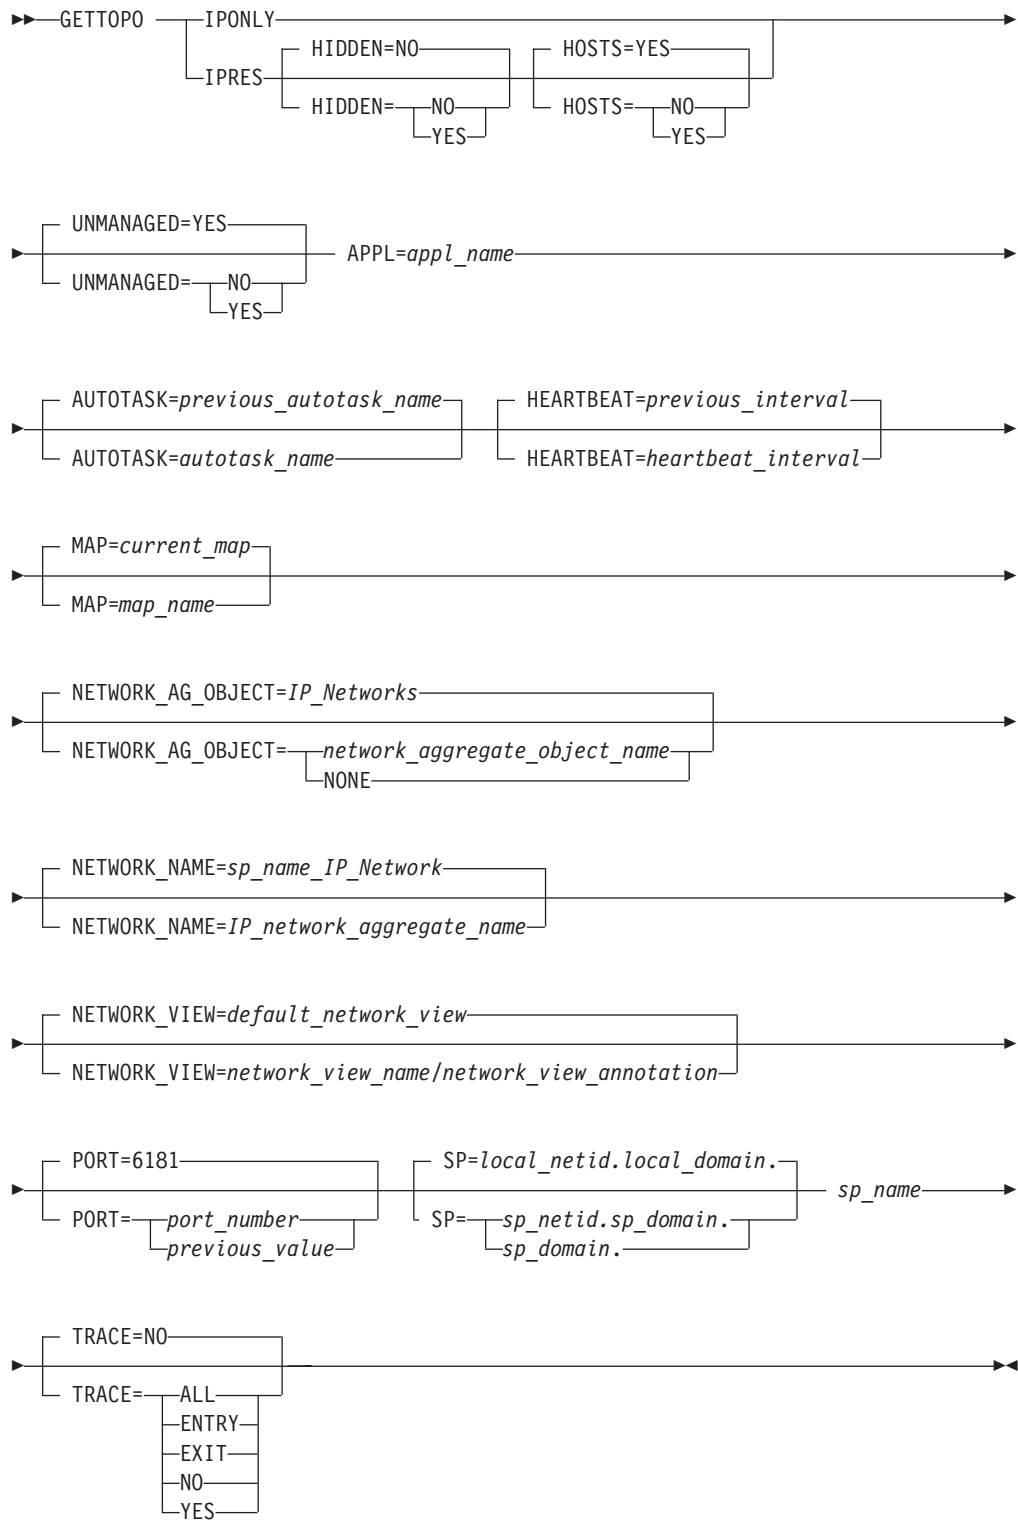 GETTOPO IPONLY
IPRES HIDDEN=NO HOSTS=YES
HIDDEN= NO HOSTS= NO
YES YES
UNMANAGED=YES APPL=appl_name
UNMANAGED= NO
YES
AUTOTASK=previous_autotask_name HEARTBEAT=previous_interval
AUTOTASK=autotask_name HEARTBEAT=heartbeat_interval
MAP=current_map
MAP=map_name
NETWORK_AG_OBJECT=IP_Networks
NETWORK_AG_OBJECT= network_aggregate_object_name
NONE
NETWORK_NAME=sp_name_IP_Network
NETWORK_NAME=IP_network_aggregate_name
NETWORK_VIEW=default_network_view
NETWORK_VIEW=network_view_name/network_view_annotation
PORT=6181 SP=local_netid.local_domain. sp_name
PORT= port_number SP= sp_netid.sp_domain.
previous_value sp_domain.
TRACE=NO
TRACE= ALL
ENTRY
EXIT
NO
YES